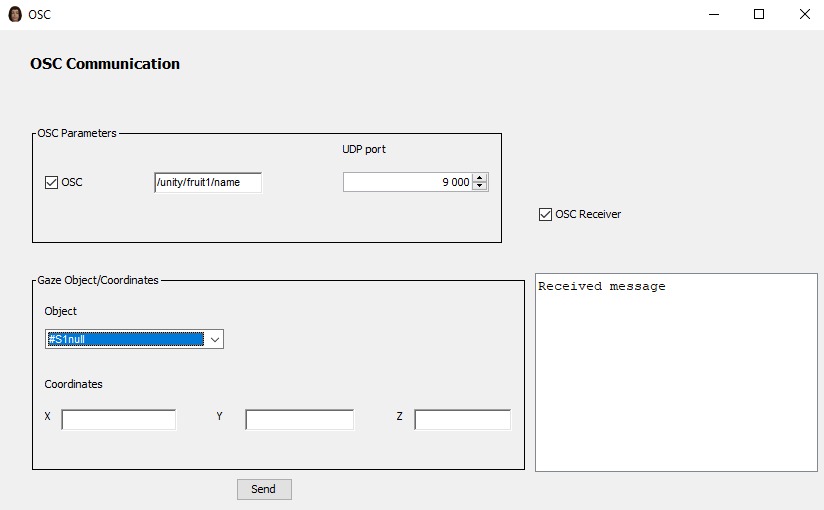 OSC
OSC Communication
OSC Parameters
UDP port
OSC
/unity/fruit1/name
9 000
OSC Receiver
Gaze Object/Coordinates
Object
#S1null
Coordinates
X
Y
Z
Received message
Send